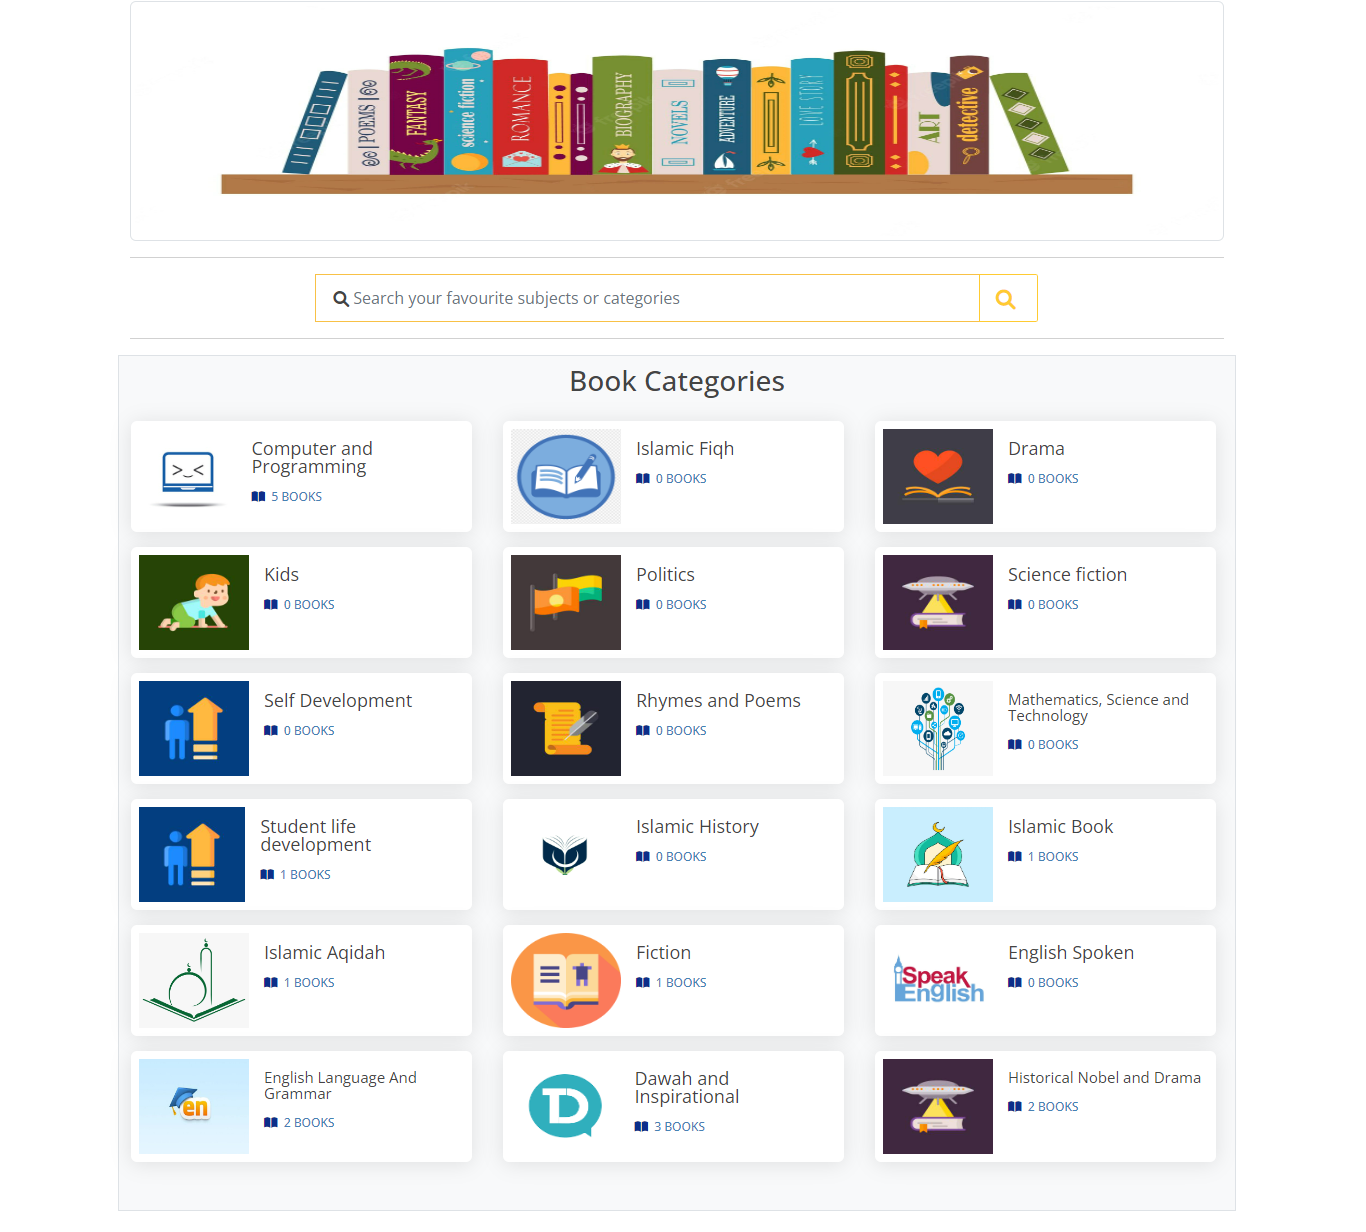 POEMS
FANTASY
science fiction
ROMANCE
BIOGRAPHY
NOVELS
ADVENTURE
LOVE STORY
ART
detective
Search your favourite subjects or categories
Book Categories
Computer and
Programming
5 BOOKS
Islamic Fiqh
0 BOOKS
Drama
0 BOOKS
Kids
0 BOOKS
Politics
0 BOOKS
Science fiction
0 BOOKS
Self Development
0 BOOKS
Rhymes and Poems
0 BOOKS
Mathematics, Science and
Technology
0 BOOKS
Student life
development
1 BOOKS
Islamic History
0 BOOKS
Islamic Book
1 BOOKS
Islamic Aqidah
1 BOOKS
Fiction
1 BOOKS
Speak
English
English Spoken
0 BOOKS
en
English Language And
Grammar
2 BOOKS
D
Dawah and
Inspirational
3 BOOKS
Historical Nobel and Drama
2 BOOKS